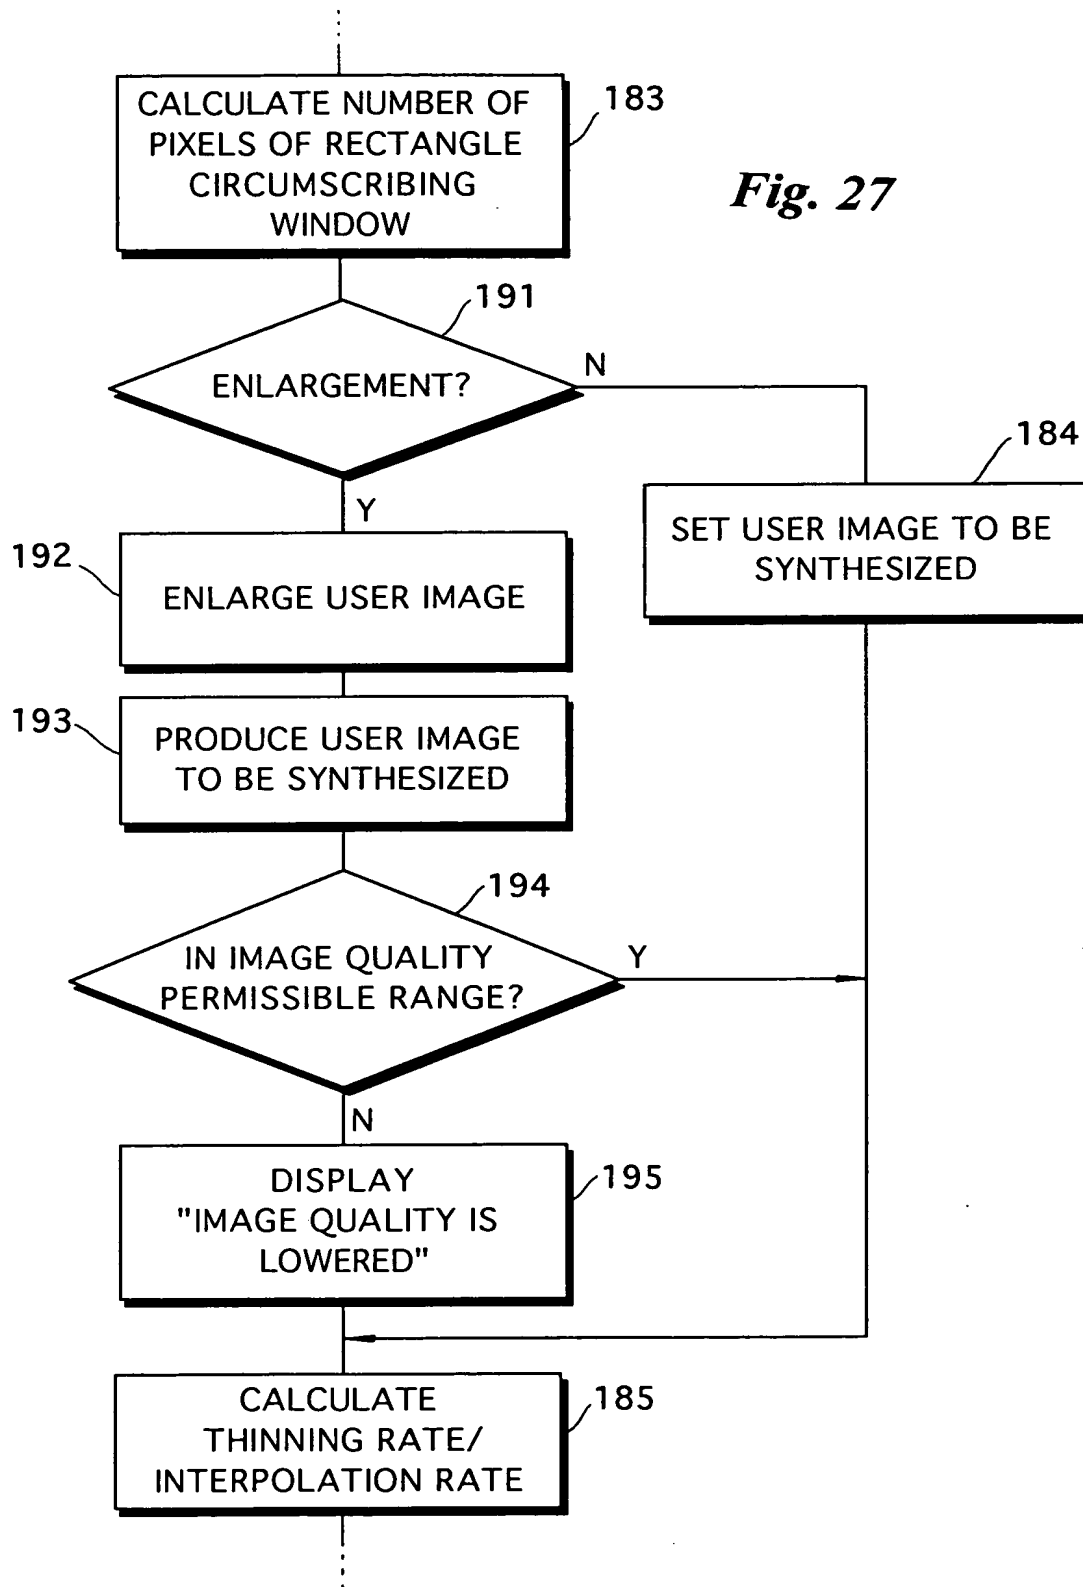 CALCULATE NUMBER OF
PIXELS OF RECTANGLE
CIRCUMSCRIBING
WINDOW
183
Fig. 27
191
ENLARGEMENT?
N
Y
184
SET USER IMAGE TO BE
SYNTHESIZED
192
ENLARGE USER IMAGE
193
PRODUCE USER IMAGE
TO BE SYNTHESIZED
194
IN IMAGE QUALITY
PERMISSIBLE RANGE?
Y
N
195
DISPLAY
"IMAGE QUALITY IS
LOWERED"
185
CALCULATE
THINNING RATE/
INTERPOLATION RATE